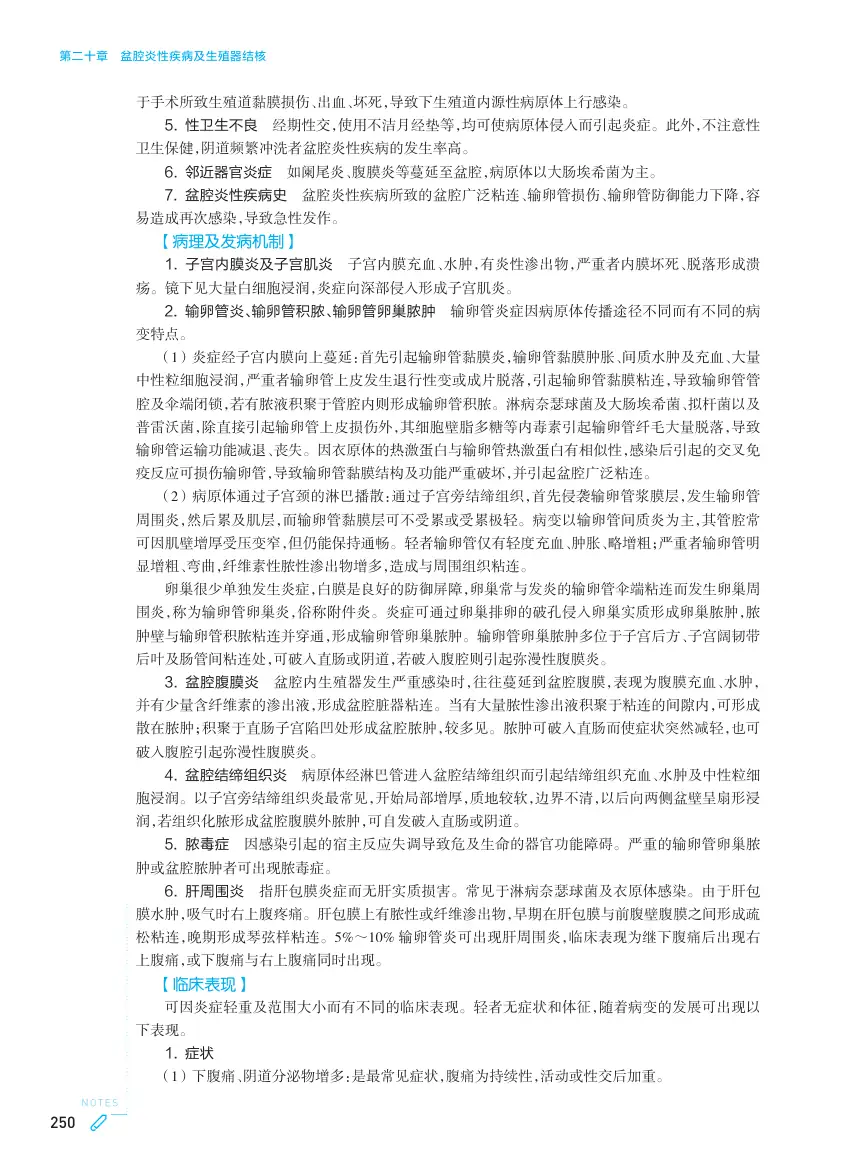 第二十章 盆腔炎性疾病及生殖器结核
于手术所致生殖道黏膜损伤、出血、坏死,导致下生殖道内源性病原体上行感染。
5. 性卫生不良 经期性交,使用不洁月经垫等,均可使病原体侵入而引起炎症。此外,不注意性
卫生保健,阴道频繁冲洗者盆腔炎性疾病的发生率高。
6. 邻近器官炎症 如阑尾炎、腹膜炎等蔓延至盆腔,病原体以大肠埃希菌为主。
7. 盆腔炎性疾病史 盆腔炎性疾病所致的盆腔广泛粘连、输卵管损伤、输卵管防御能力下降,容
易造成再次感染,导致急性发作。
【病理及发病机制】
1. 子宫内膜炎及子宫肌炎 子宫内膜充血、水肿,有炎性渗出物,严重者内膜坏死、脱落形成溃
疡。镜下见大量白细胞浸润,炎症向深部侵入形成子宫肌炎。
2. 输卵管炎、输卵管积脓、输卵管卵巢脓肿 输卵管炎症因病原体传播途径不同而有不同的病
变特点。
(1)炎症经子宫内膜向上蔓延:首先引起输卵管黏膜炎,输卵管黏膜肿胀、间质水肿及充血、大量
中性粒细胞浸润,严重者输卵管上皮发生退行性变或成片脱落,引起输卵管黏膜粘连,导致输卵管管
腔及伞端闭锁,若有脓液积聚于管腔内则形成输卵管积脓。淋病奈瑟球菌及大肠埃希菌、拟杆菌以及
普雷沃菌,除直接引起输卵管上皮损伤外,其细胞壁脂多糖等内毒素引起输卵管纤毛大量脱落,导致
输卵管运输功能减退、丧失。因衣原体的热激蛋白与输卵管热激蛋白有相似性,感染后引起的交叉免
疫反应可损伤输卵管,导致输卵管黏膜结构及功能严重破坏,并引起盆腔广泛粘连。
(2)病原体通过子宫颈的淋巴播散:通过子宫旁结缔组织,首先侵袭输卵管浆膜层,发生输卵管
周围炎,然后累及肌层,而输卵管黏膜层可不受累或受累极轻。病变以输卵管间质炎为主,其管腔常
可因肌壁增厚受压变窄,但仍能保持通畅。轻者输卵管仅有轻度充血、肿胀、略增粗;严重者输卵管明
显增粗、弯曲,纤维素性脓性渗出物增多,造成与周围组织粘连。
卵巢很少单独发生炎症,白膜是良好的防御屏障,卵巢常与发炎的输卵管伞端粘连而发生卵巢周
围炎,称为输卵管卵巢炎,俗称附件炎。炎症可通过卵巢排卵的破孔侵入卵巢实质形成卵巢脓肿,脓
肿壁与输卵管积脓粘连并穿通,形成输卵管卵巢脓肿。输卵管卵巢脓肿多位于子宫后方、子宫阔韧带
后叶及肠管间粘连处,可破入直肠或阴道,若破入腹腔则引起弥漫性腹膜炎。
3. 盆腔腹膜炎 盆腔内生殖器发生严重感染时,往往蔓延到盆腔腹膜,表现为腹膜充血、水肿,
并有少量含纤维素的渗出液,形成盆腔脏器粘连。当有大量脓性渗出液积聚于粘连的间隙内,可形成
散在脓肿;积聚于直肠子宫陷凹处形成盆腔脓肿,较多见。脓肿可破入直肠而使症状突然减轻,也可
破入腹腔引起弥漫性腹膜炎。
4. 盆腔结缔组织炎 病原体经淋巴管进入盆腔结缔组织而引起结缔组织充血、水肿及中性粒细
胞浸润。以子宫旁结缔组织炎最常见,开始局部增厚,质地较软,边界不清,以后向两侧盆壁呈扇形浸
润,若组织化脓形成盆腔腹膜外脓肿,可自发破入直肠或阴道。
5. 脓毒症 因感染引起的宿主反应失调导致危及生命的器官功能障碍。严重的输卵管卵巢脓
肿或盆腔脓肿者可出现脓毒症。
6. 肝周围炎 指肝包膜炎症而无肝实质损害。常见于淋病奈瑟球菌及衣原体感染。由于肝包
膜水肿,吸气时右上腹疼痛。肝包膜上有脓性或纤维渗出物,早期在肝包膜与前腹壁腹膜之间形成疏
松粘连,晚期形成琴弦样粘连。5%~10% 输卵管炎可出现肝周围炎,临床表现为继下腹痛后出现右
上腹痛,或下腹痛与右上腹痛同时出现。
【临床表现】
可因炎症轻重及范围大小而有不同的临床表现。轻者无症状和体征,随着病变的发展可出现以
下表现。
1. 症状
(1)下腹痛、阴道分泌物增多:是最常见症状,腹痛为持续性,活动或性交后加重。
NOTES
250